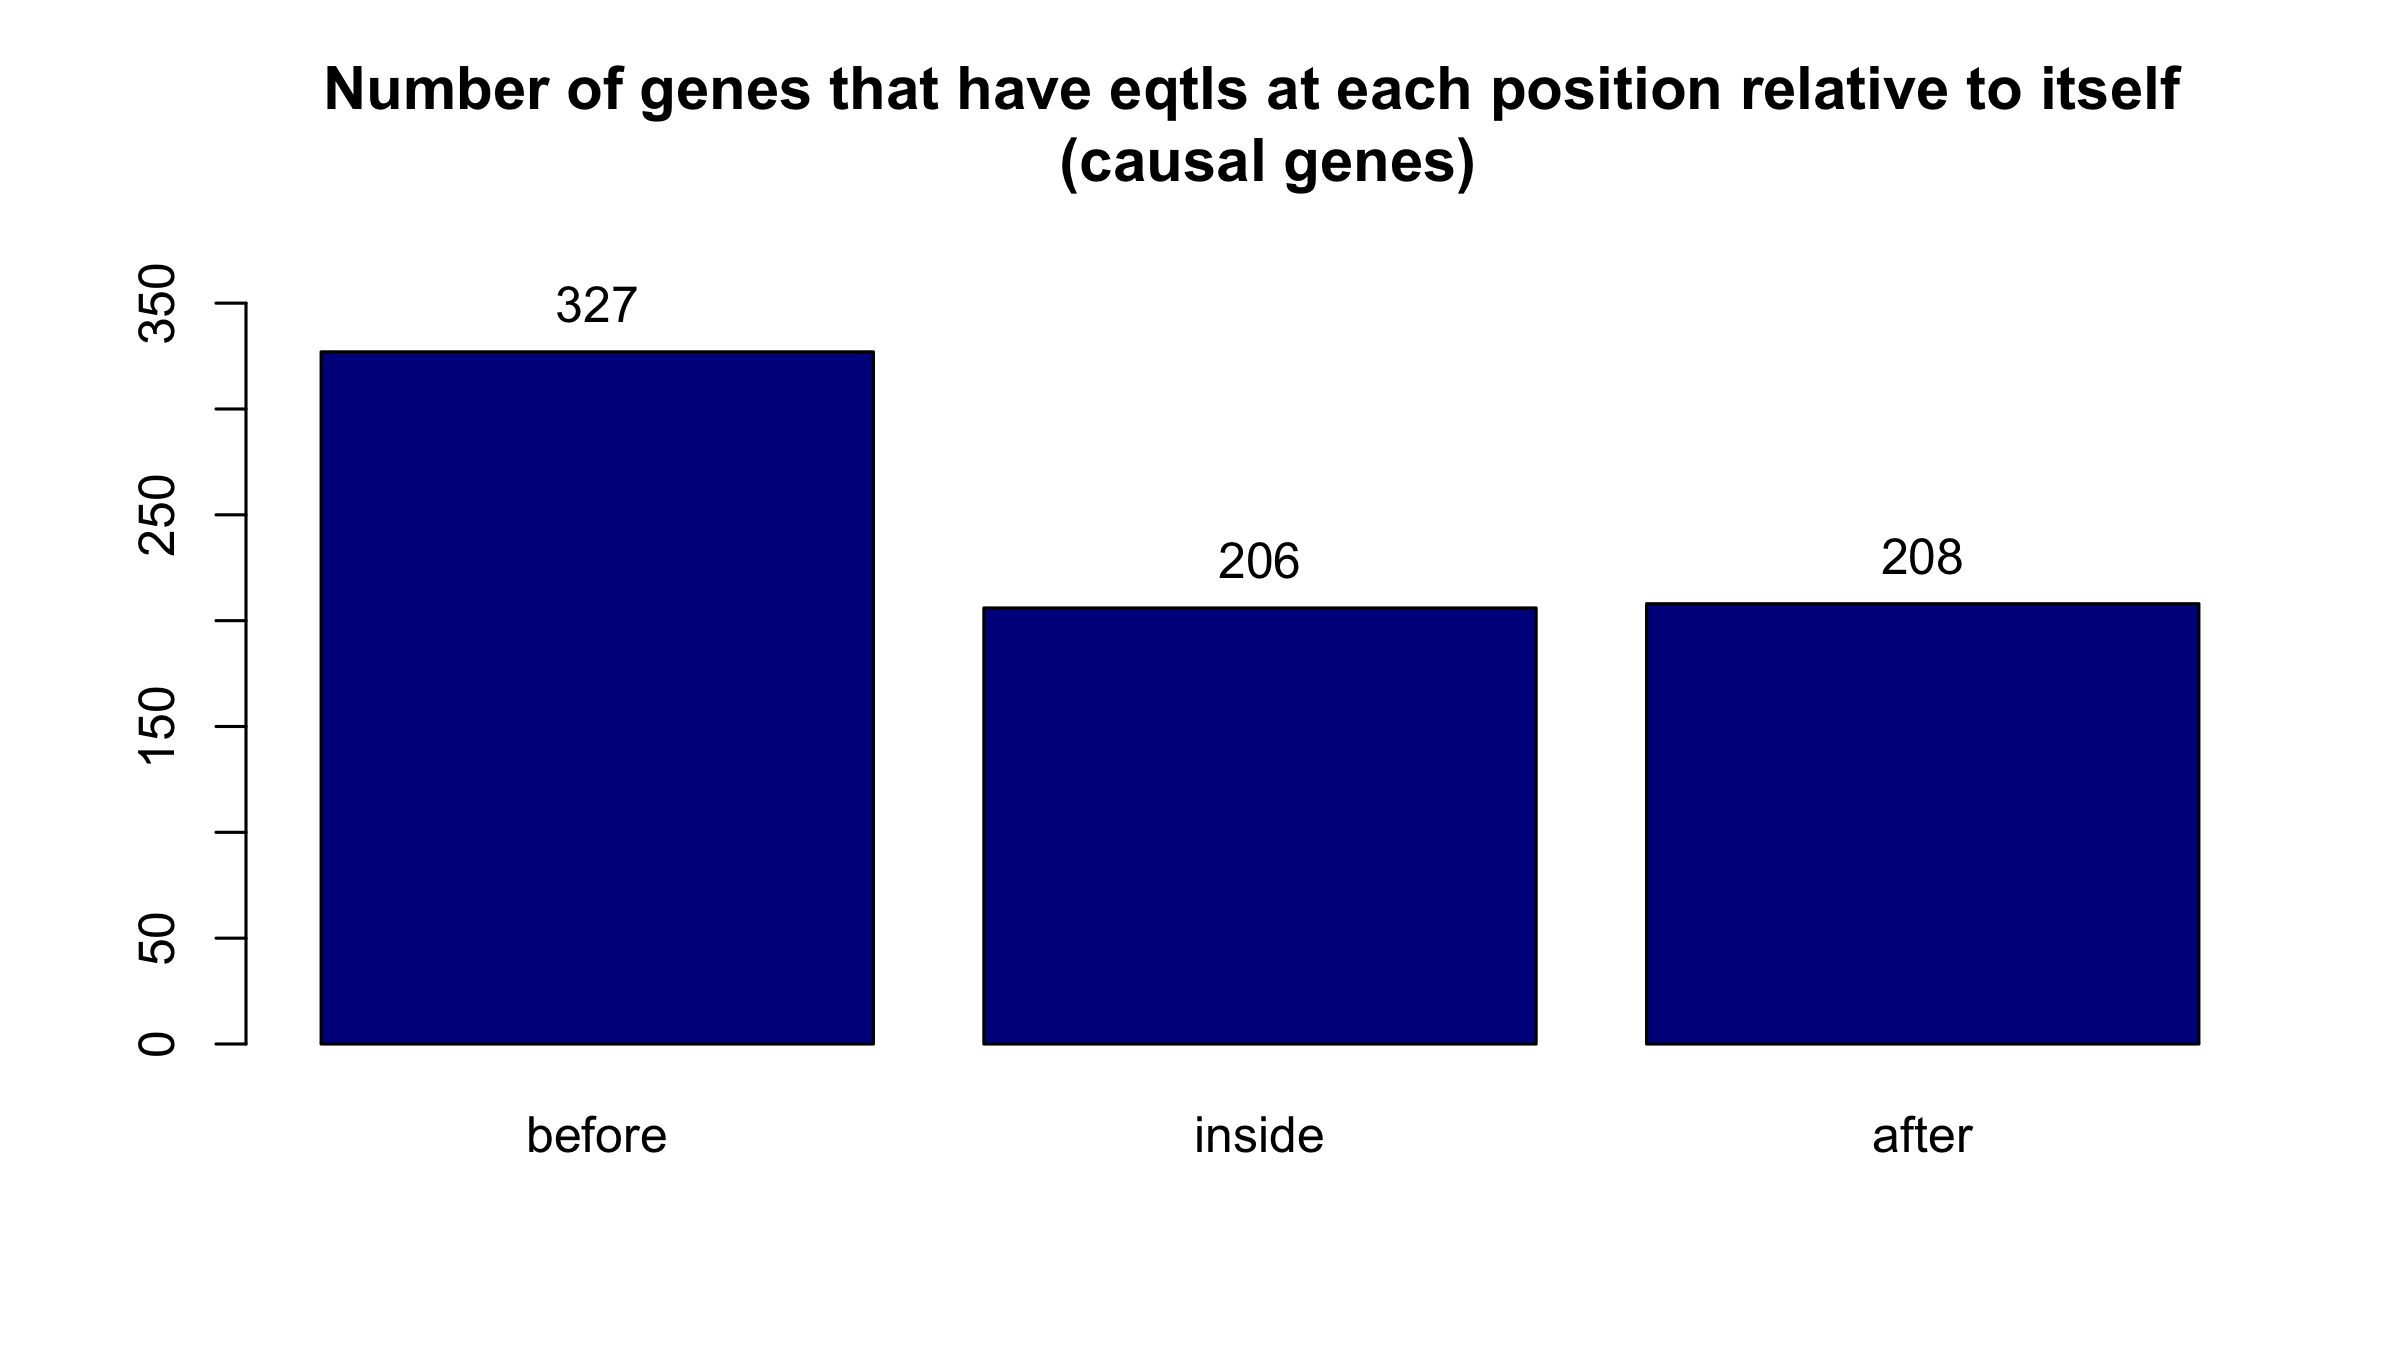 Number of genes that have eqtls at each position relative to itself
(causal genes)
350
250
150
50
0
327
206
208
before
inside
after